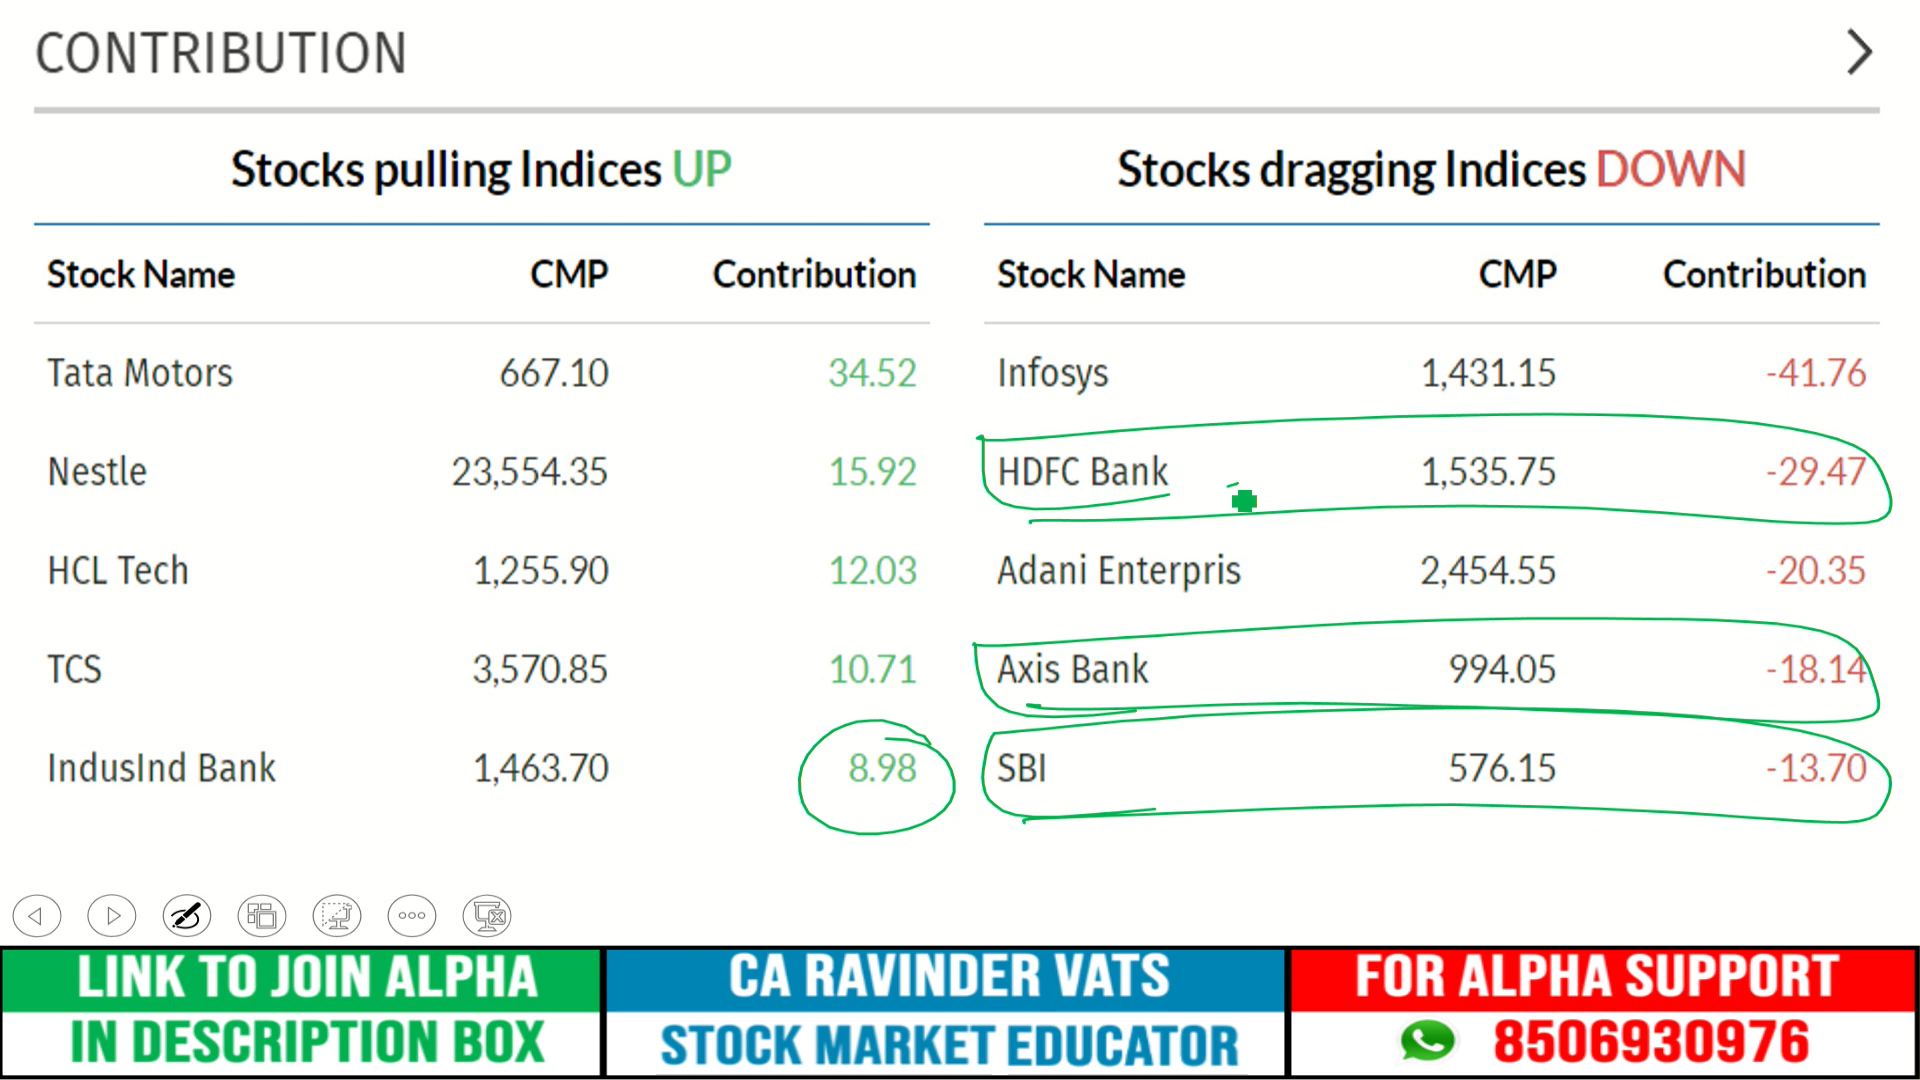 CONTRIBUTION
Stocks pulling Indices UP
Stock Name CMP Contribution
Tata Motors 667.10 34.52
Nestle 23,554.35 15.92
HCL Tech 1,255.90 12.03
TCS 3,570.85 10.71
IndusInd Bank 1,463.70 8.98
Stocks dragging Indices DOWN
Stock Name CMP Contribution
Infosys 1,431.15 -41.76
HDFC Bank 1,535.75 -29.47
Adani Enterpris 2,454.55 -20.35
Axis Bank 994.05 -18.14
SBI 576.15 -13.70
LINK TO JOIN ALPHA
IN DESCRIPTION BOX
CA RAVINDER VATS
STOCK MARKET EDUCATOR
FOR ALPHA SUPPORT
8506930976